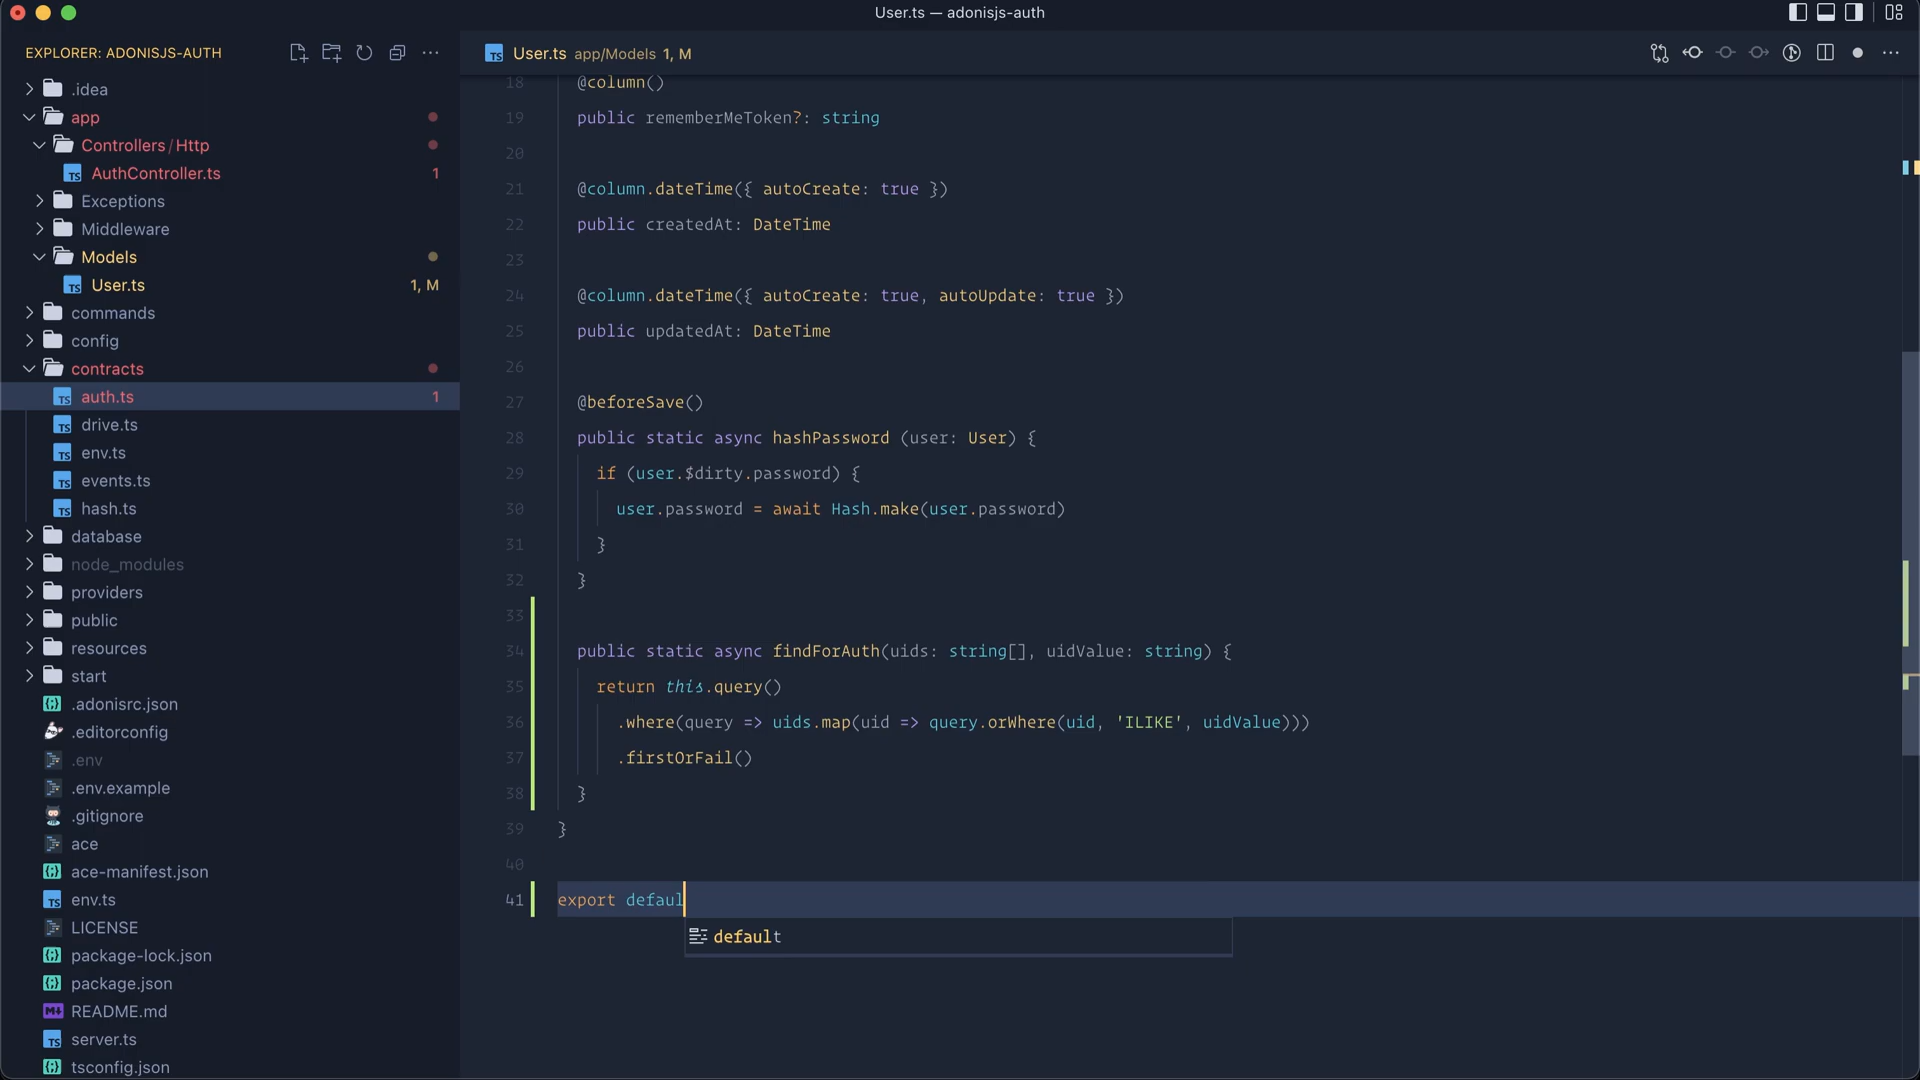 User.ts — adonisjs-auth
EXPLORER: ADONISJS-AUTH
.idea
app
Controllers / Http
AuthController.ts 1
Exceptions
Middleware
Models
User.ts 1, M
commands
config
contracts
auth.ts 1
drive.ts
env.ts
events.ts
hash.ts
database
node_modules
providers
public
resources
start
.adonisrc.json
.editorconfig
.env
.env.example
.gitignore
ace
ace-manifest.json
env.ts
LICENSE
package-lock.json
package.json
README.md
server.ts
tsconfig.json
User.ts app/Models 1, M
18 @column()
19 public rememberMeToken?: string
20
21 @column.dateTime({ autoCreate: true })
22 public createdAt: DateTime
23
24 @column.dateTime({ autoCreate: true, autoUpdate: true })
25 public updatedAt: DateTime
26
27 @beforeSave()
28 public static async hashPassword (user: User) {
29 if (user.$dirty.password) {
30 user.password = await Hash.make(user.password)
31 }
32 }
33
34 public static async findForAuth(uids: string[], uidValue: string) {
35 return this.query()
36 .where(query => uids.map(uid => query.orWhere(uid, 'ILIKE', uidValue)))
37 .firstOrFail()
38 }
39 }
40
41 export defaul
default